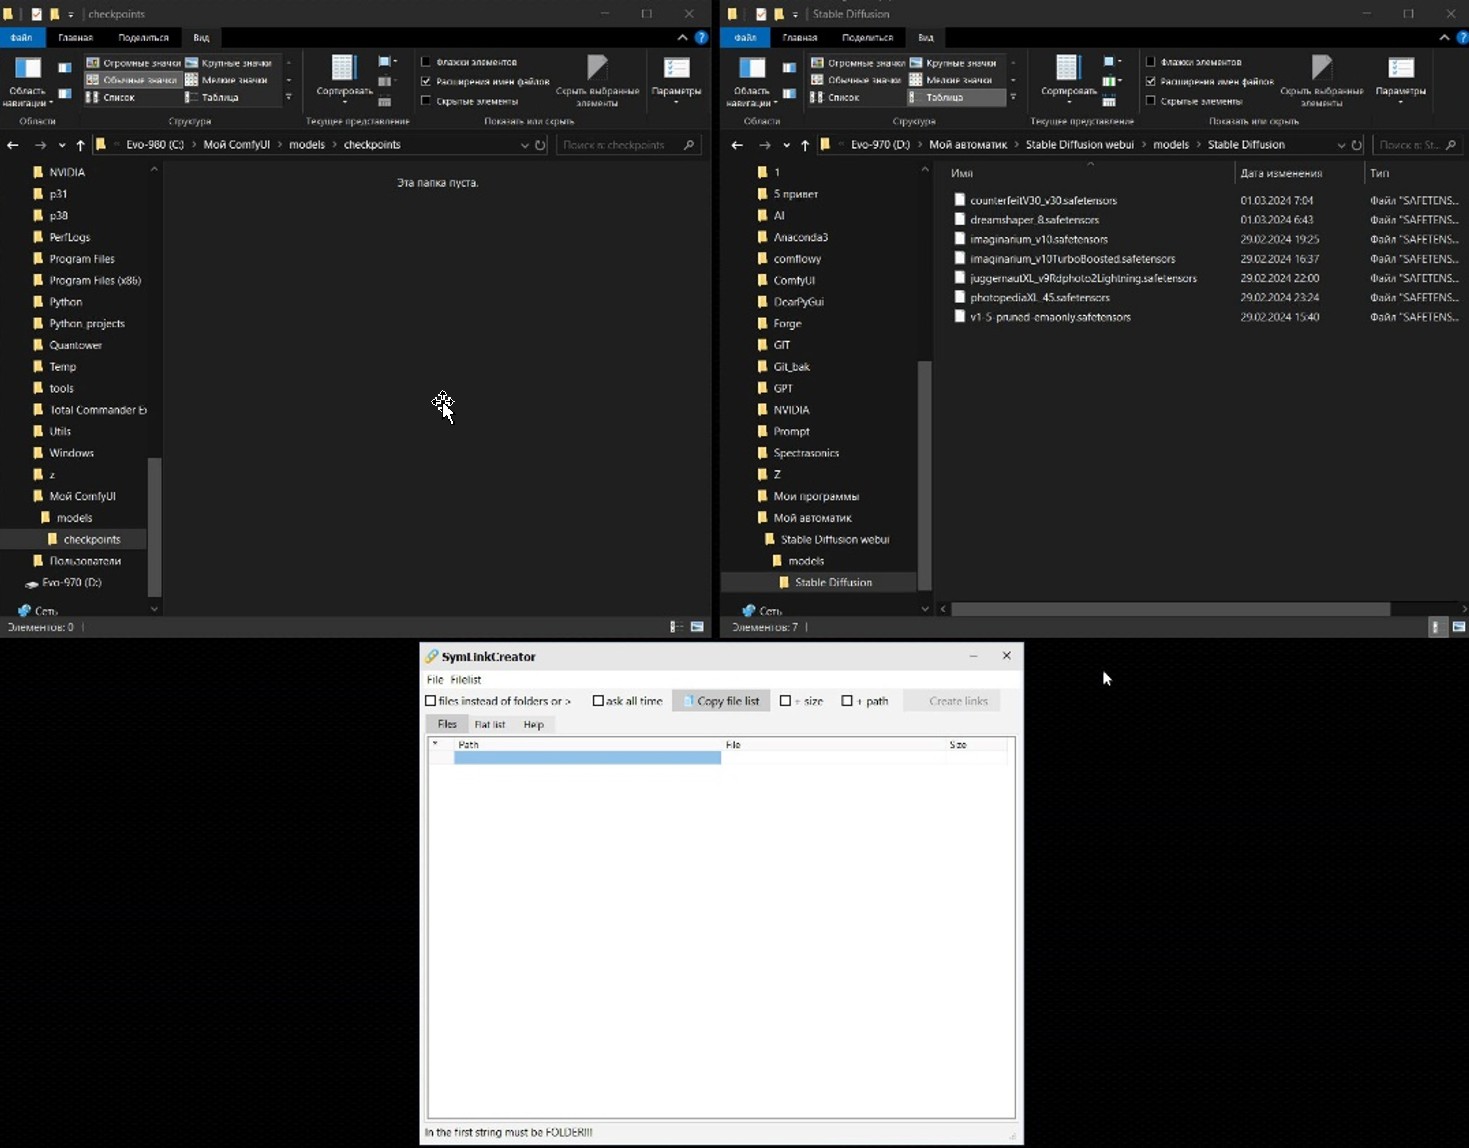 checkpoints
Файл Главная Поделиться Вид
Область навигации
Огромные значки Крупные значки
Обычные значки Мелкие значки
Список Таблица
Сортировать
Флажки элементов
Расширения имен файлов
Скрытые элементы
Скрыть выбранные элементы
Параметры
Области Структура Текущее представление Показать или скрыть
Evo-980 (C:) › Мой ComfyUI › models › checkpoints
Поиск в: checkpoints
NVIDIA
p31
p38
PerfLogs
Program Files
Program Files (x86)
Python
Python_projects
Quantower
Temp
tools
Total Commander E
Utils
Windows
z
Мой ComfyUI
models
checkpoints
Пользователи
Evo-970 (D:)
Сеть
Эта папка пуста.
Элементов: 0
Stable Diffusion
Файл Главная Поделиться Вид
Область навигации
Огромные значки Крупные значки
Обычные значки Мелкие значки
Список Таблица
Сортировать
Флажки элементов
Расширения имен файлов
Скрытые элементы
Скрыть выбранные элементы
Параметры
Области Структура Текущее представление Показать или скрыть
Evo-970 (D:) › Мой автоматик › Stable Diffusion webui › models › Stable Diffusion
Поиск в: St...
1
5 привет
AI
Anaconda3
comflowy
ComfyUI
DearPyGui
Forge
GIT
Git_bak
GPT
NVIDIA
Prompt
Spectrasonics
Z
Мои программы
Мой автоматик
Stable Diffusion webui
models
Stable Diffusion
Сеть
Имя Дата изменения Тип
counterfeitV30_v30.safetensors 01.03.2024 7:04 Файл "SAFETENS...
dreamshaper_8.safetensors 01.03.2024 6:43 Файл "SAFETENS...
imaginarium_v10.safetensors 29.02.2024 19:25 Файл "SAFETENS...
imaginarium_v10TurboBoosted.safetensors 29.02.2024 16:37 Файл "SAFETENS...
juggernautXL_v9Rdphoto2Lightning.safetensors 29.02.2024 22:00 Файл "SAFETENS...
photopediaXL_45.safetensors 29.02.2024 23:24 Файл "SAFETENS...
v1-5-pruned-emaonly.safetensors 29.02.2024 15:40 Файл "SAFETENS...
Элементов: 7
SymLinkCreator
File Filelist
files instead of folders or > ask all time Copy file list + size + path Create links
Files Flat list Help
* Path File Size
In the first string must be FOLDER!!!